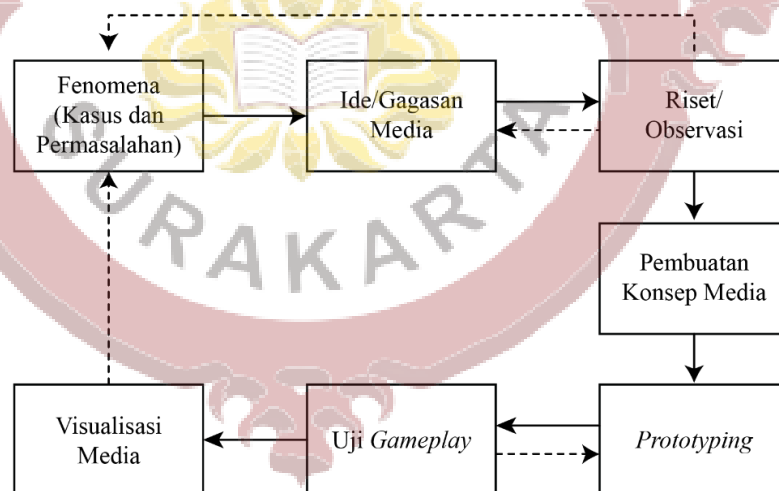 Fenomena
(Kasus dan
Permasalahan)
Ide/Gagasan
Media
Riset/
Observasi
SURAKARTA
Pembuatan
Konsep Media
Visualisasi
Media
Uji Gameplay
Prototyping